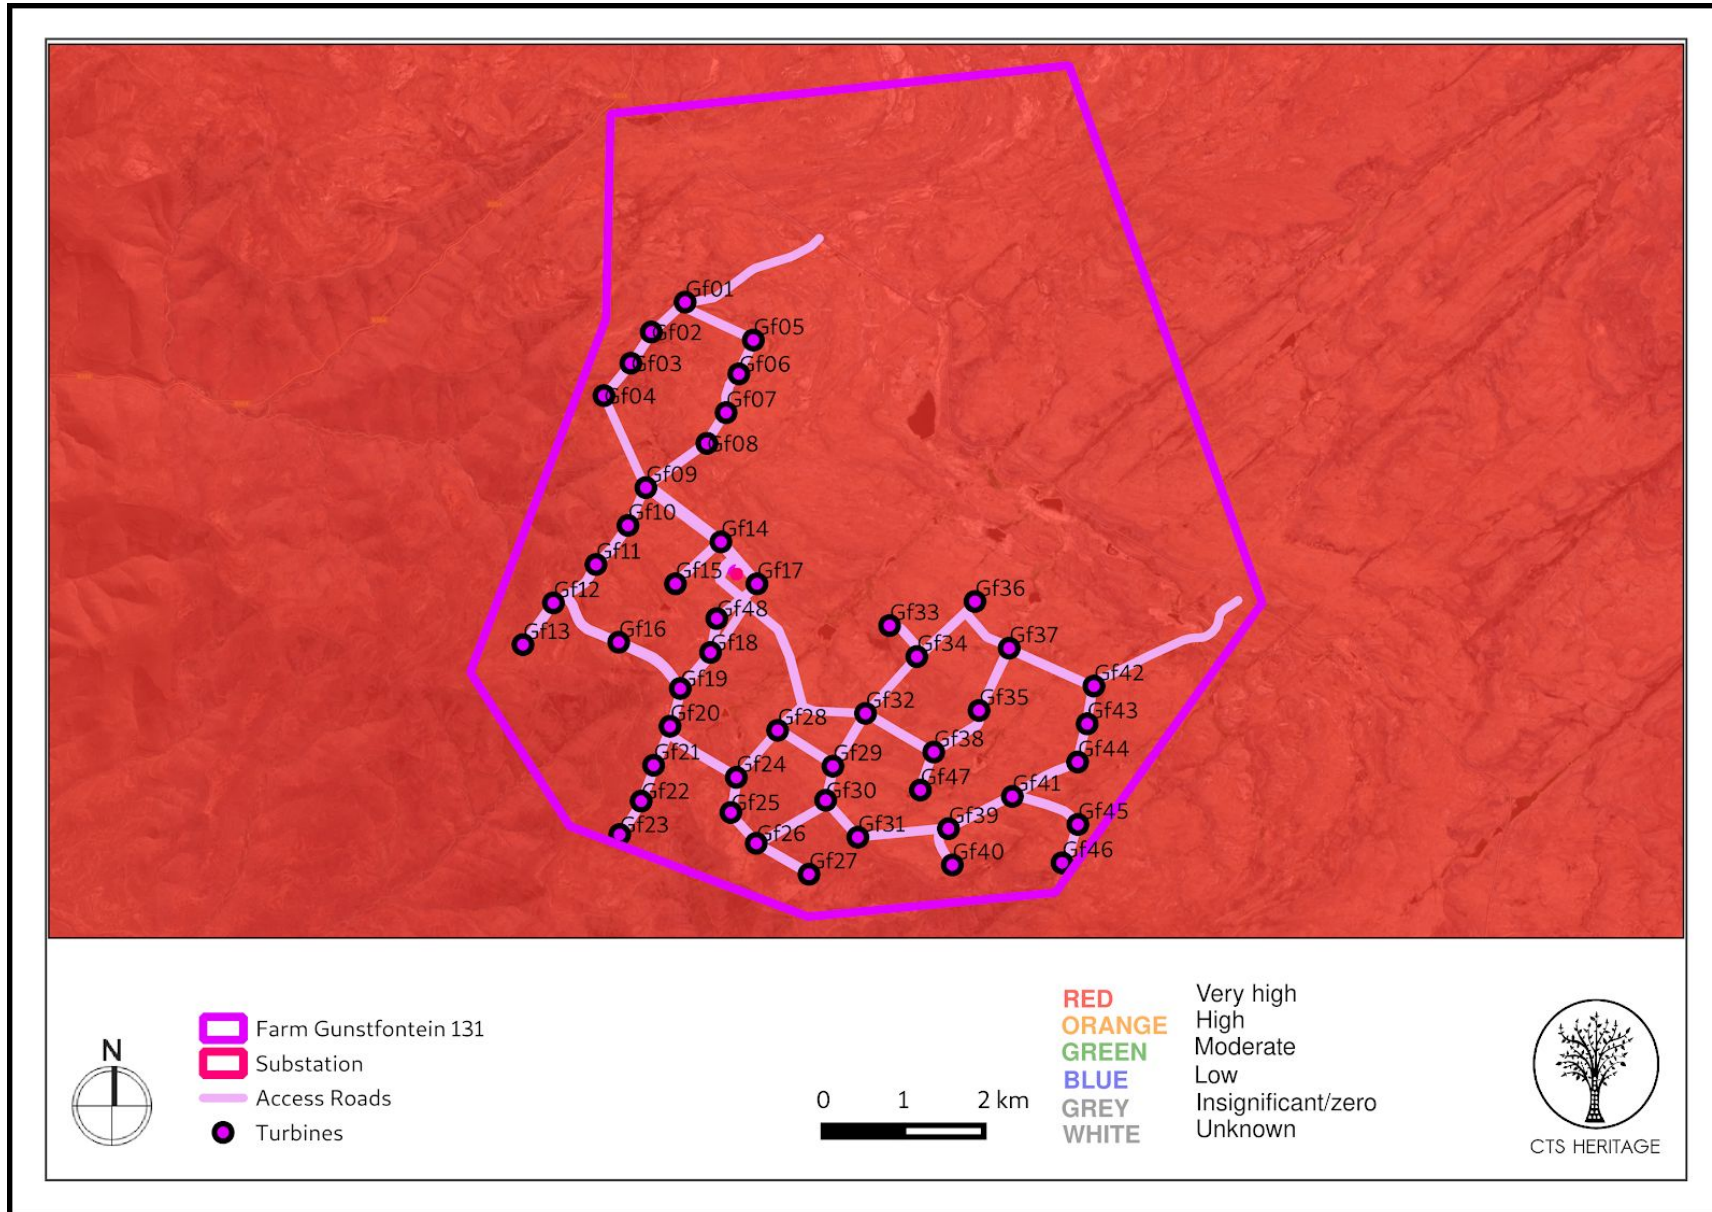 Gf01
Gf02
Gf05
Gf03
Gf06
Gf04
Gf07
Gf08
Gf09
Gf10
Gf14
Gf11
Gf15
Gf17
Gf12
Gf36
Gf48
Gf33
Gf13
Gf16
Gf18
Gf34
Gf37
Gf19
Gf42
Gf20
Gf28
Gf32
Gf35
Gf43
Gf21
Gf24
Gf29
Gf38
Gf44
Gf22
Gf25
Gf30
Gf47
Gf41
Gf23
Gf26
Gf31
Gf39
Gf45
Gf27
Gf40
Gf46
N
Farm Gunstfontein 131
Substation
Access Roads
Turbines
0 1 2 km
RED Very high
ORANGE High
GREEN Moderate
BLUE Low
GREY Insignificant/zero
WHITE Unknown
CTS HERITAGE